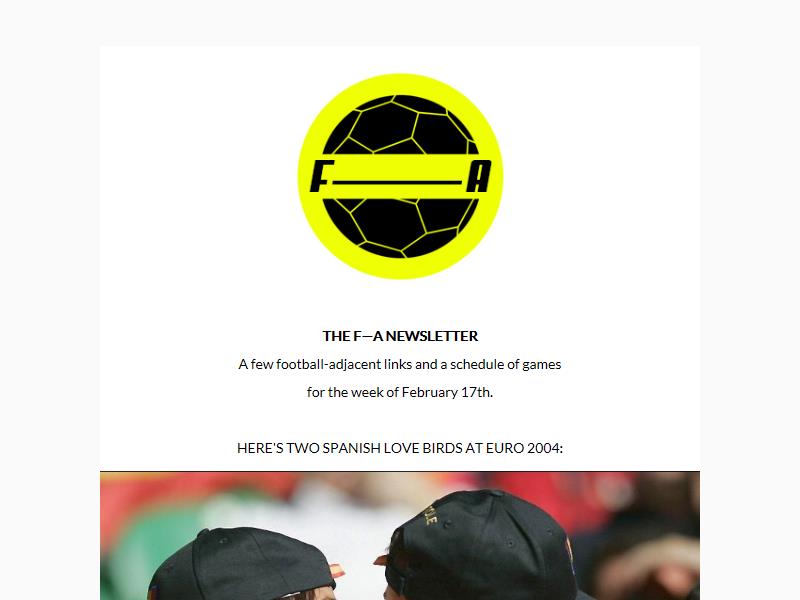 F—A
THE F—A NEWSLETTER
A few football-adjacent links and a schedule of games
for the week of February 17th.
HERE'S TWO SPANISH LOVE BIRDS AT EURO 2004: